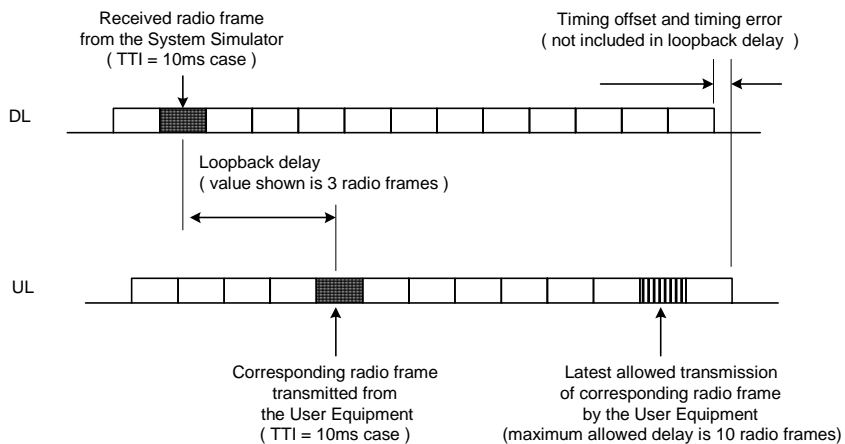 Received radio frame
from the System Simulator
( TTI = 10ms case )
Timing offset and timing error
( not included in loopback delay )
DL
Loopback delay
( value shown is 3 radio frames )
UL
Corresponding radio frame
transmitted from
the User Equipment
( TTI = 10ms case )
Latest allowed transmission
of corresponding radio frame
by the User Equipment
(maximum allowed delay is 10 radio frames)